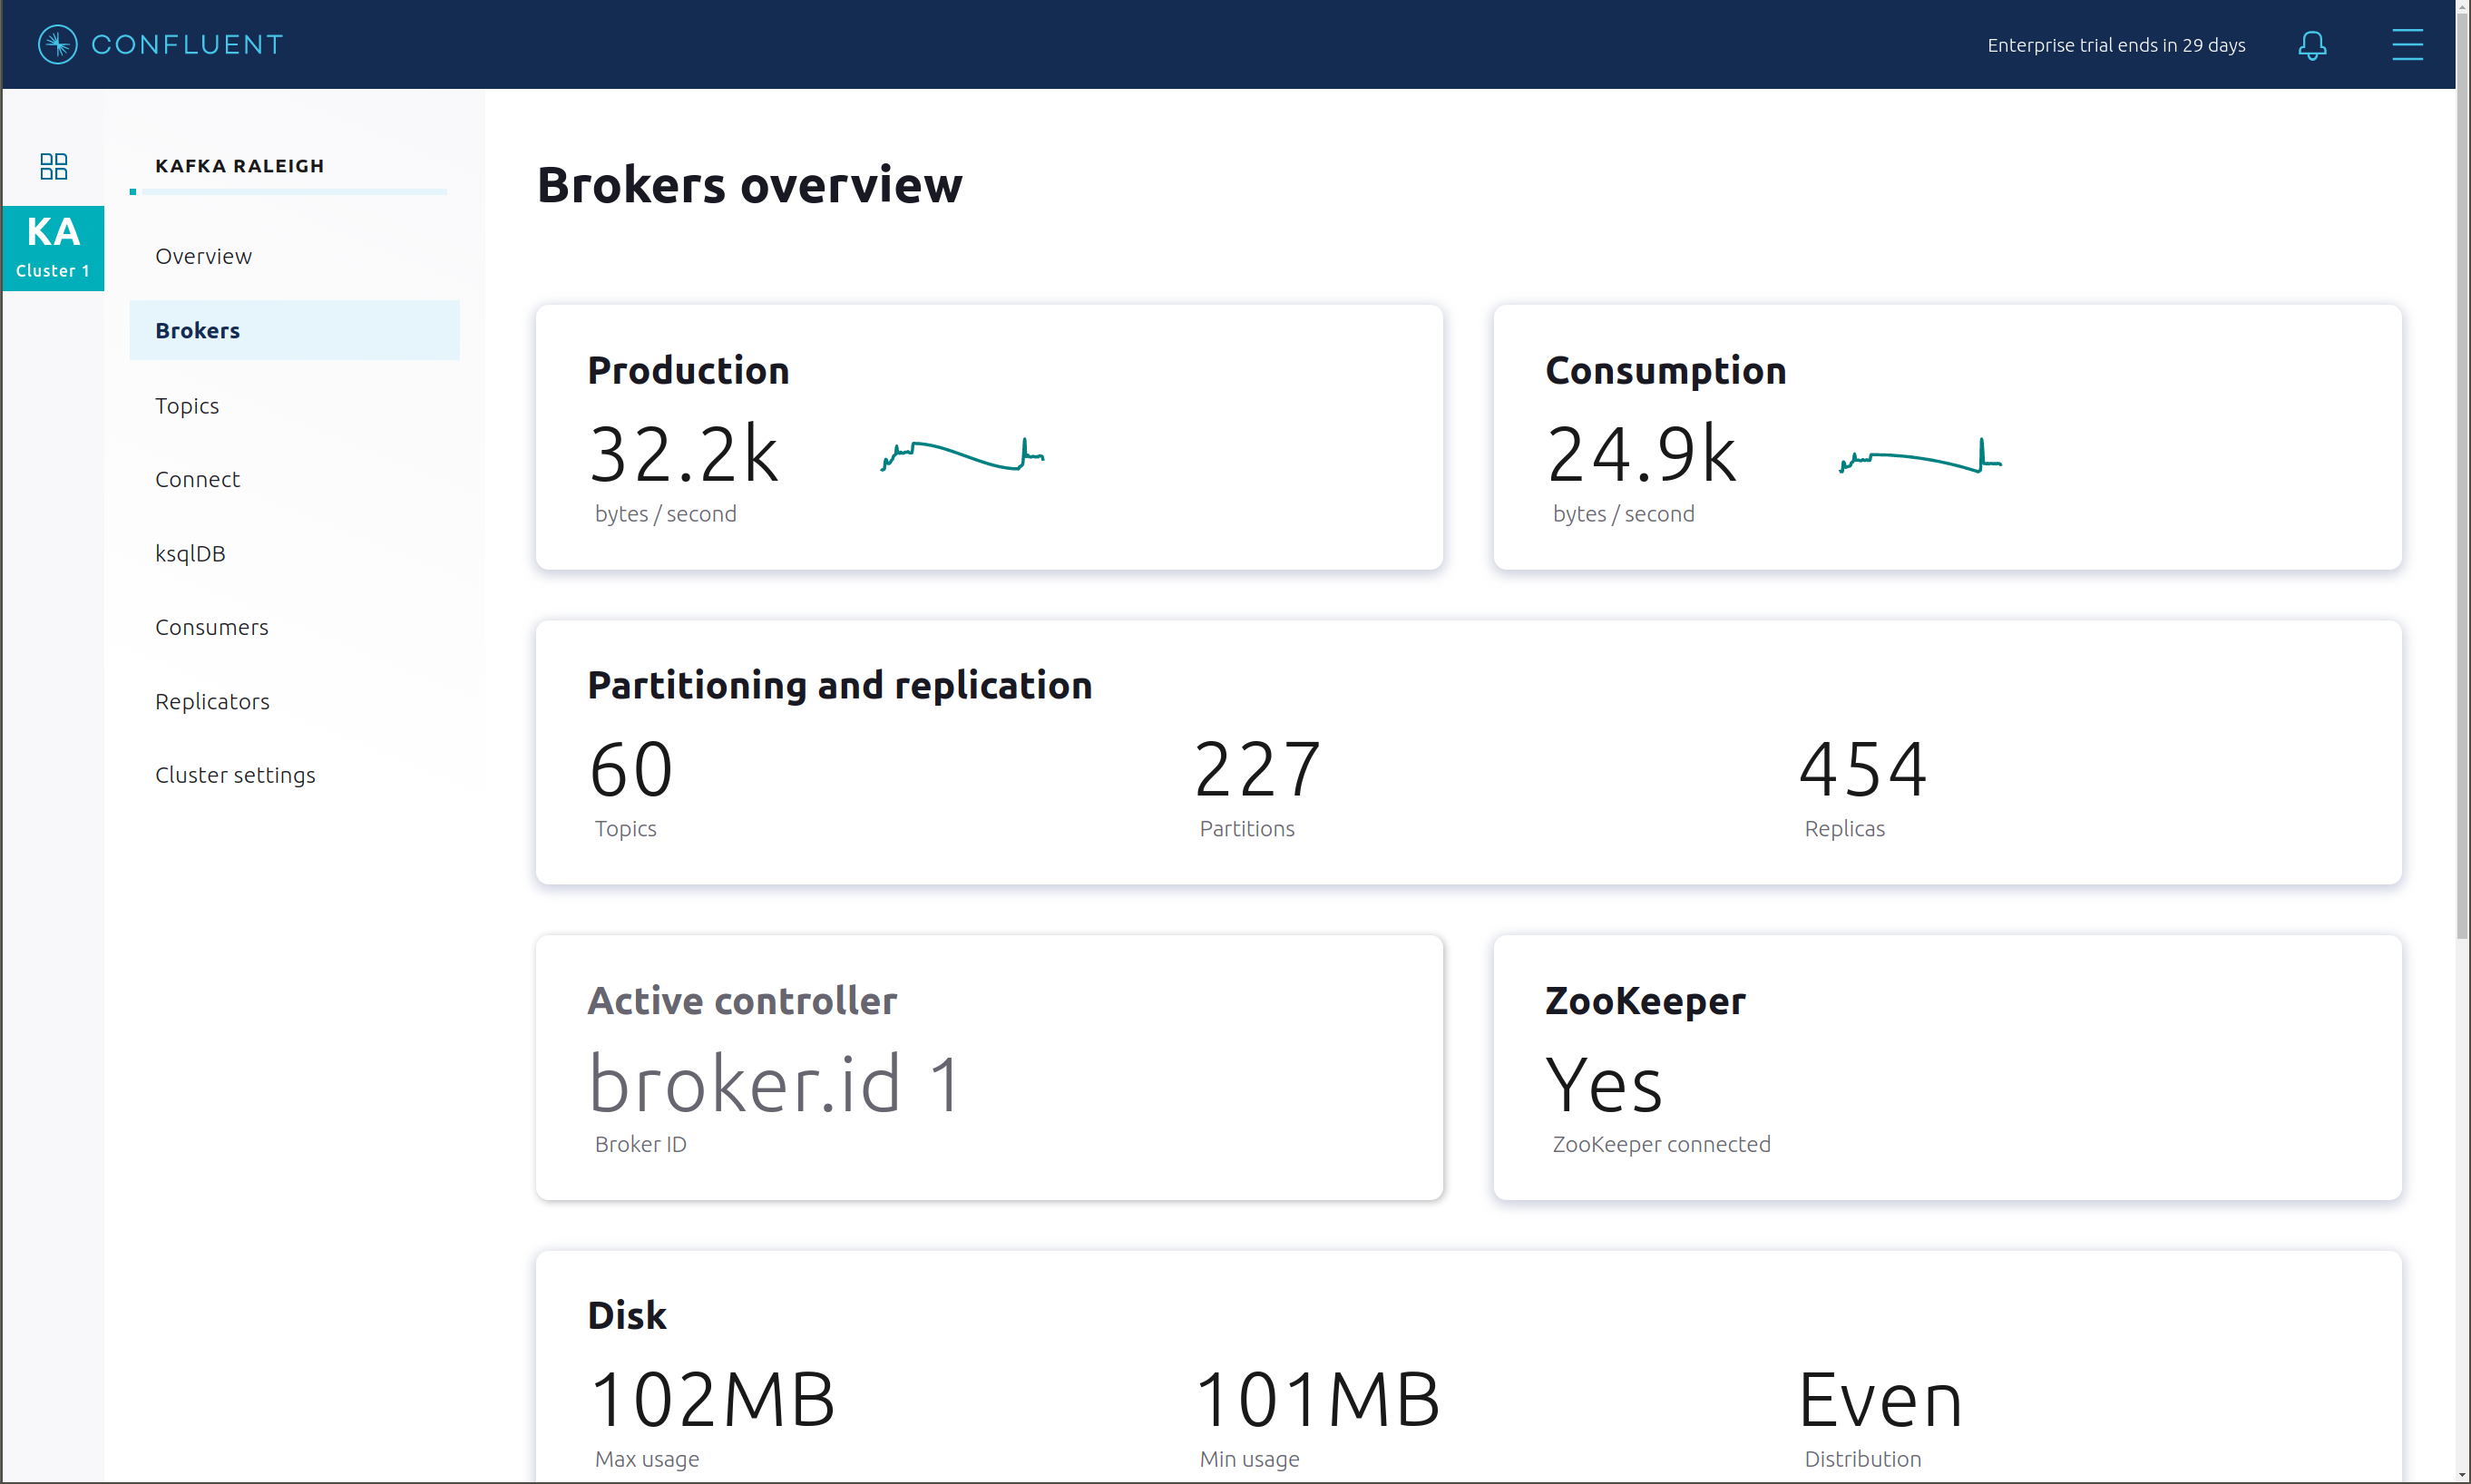 CONFLUENT
Enterprise trial ends in 29 days
KAFKA RALEIGH
KA
Cluster 1
Overview
Brokers
Topics
Connect
ksqlDB
Consumers
Replicators
Cluster settings
Brokers overview
Production
32.2k
bytes / second
Consumption
24.9k
bytes / second
Partitioning and replication
60
Topics
227
Partitions
454
Replicas
Active controller
broker.id 1
Broker ID
ZooKeeper
Yes
ZooKeeper connected
Disk
102MB
Max usage
101MB
Min usage
Even
Distribution